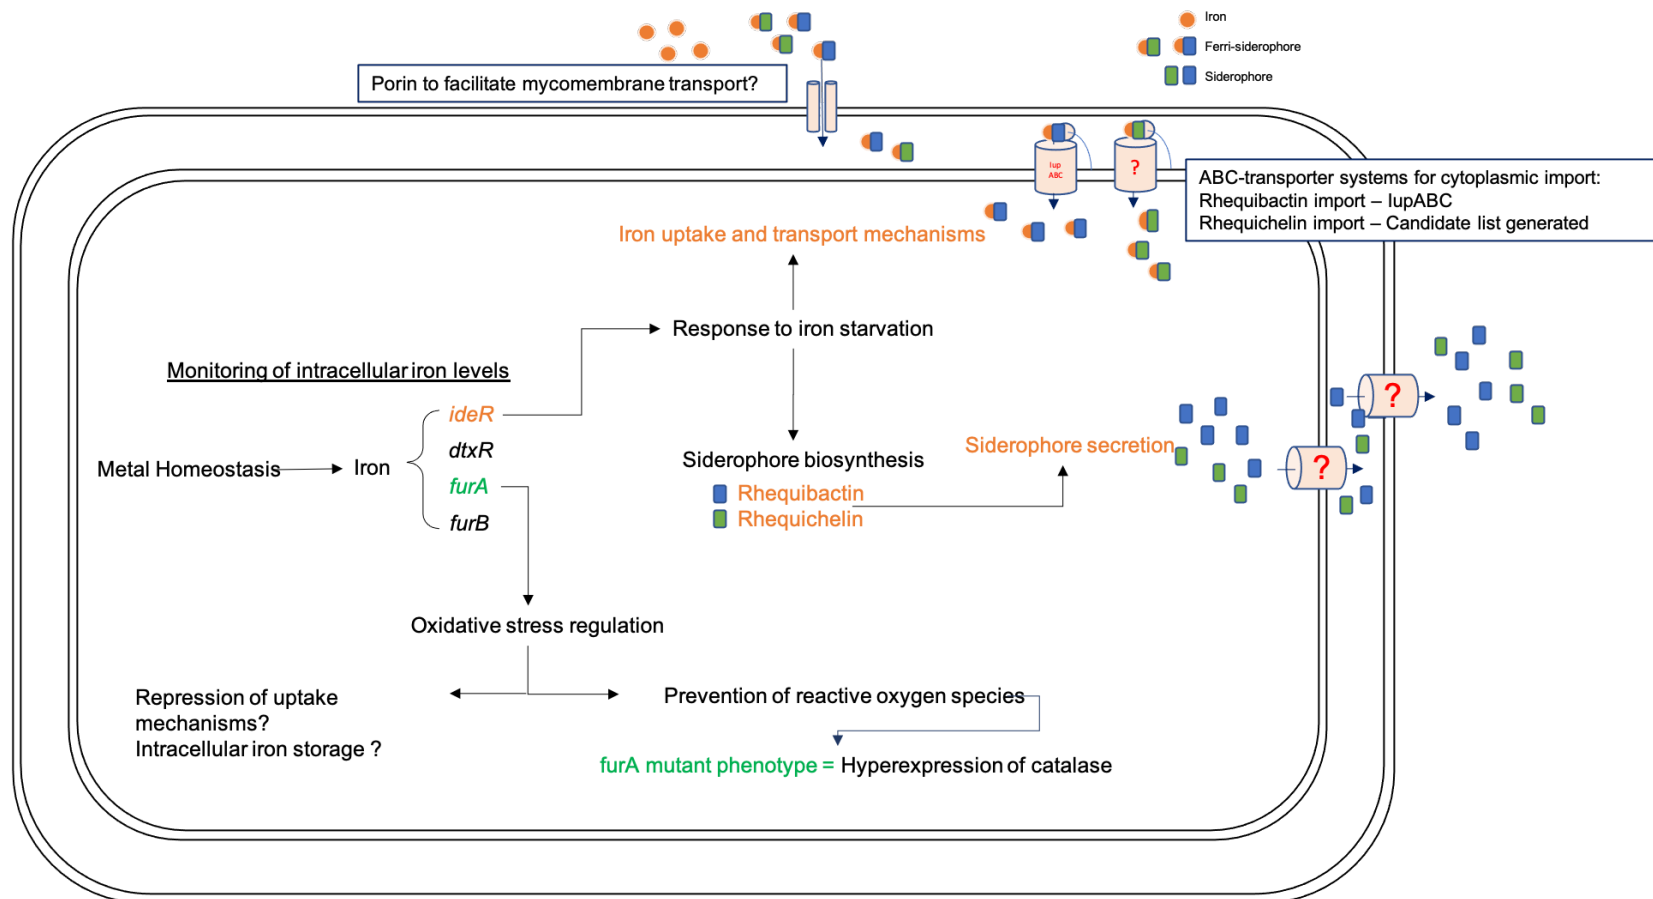 Iron
Ferri-siderophore
Siderophore
Porin to facilitate mycomembrane transport?
Iup
ABC
?
ABC-transporter systems for cytoplasmic import:
Rhequibactin import – IupABC
Rhequichelin import – Candidate list generated
Iron uptake and transport mechanisms
Response to iron starvation
Monitoring of intracellular iron levels
ideR
dtxR
furA
furB
Metal Homeostasis
Iron
Siderophore biosynthesis
Rhequibactin
Rhequichelin
Siderophore secretion
?
?
Oxidative stress regulation
Repression of uptake
mechanisms?
Intracellular iron storage ?
Prevention of reactive oxygen species
furA mutant phenotype = Hyperexpression of catalase